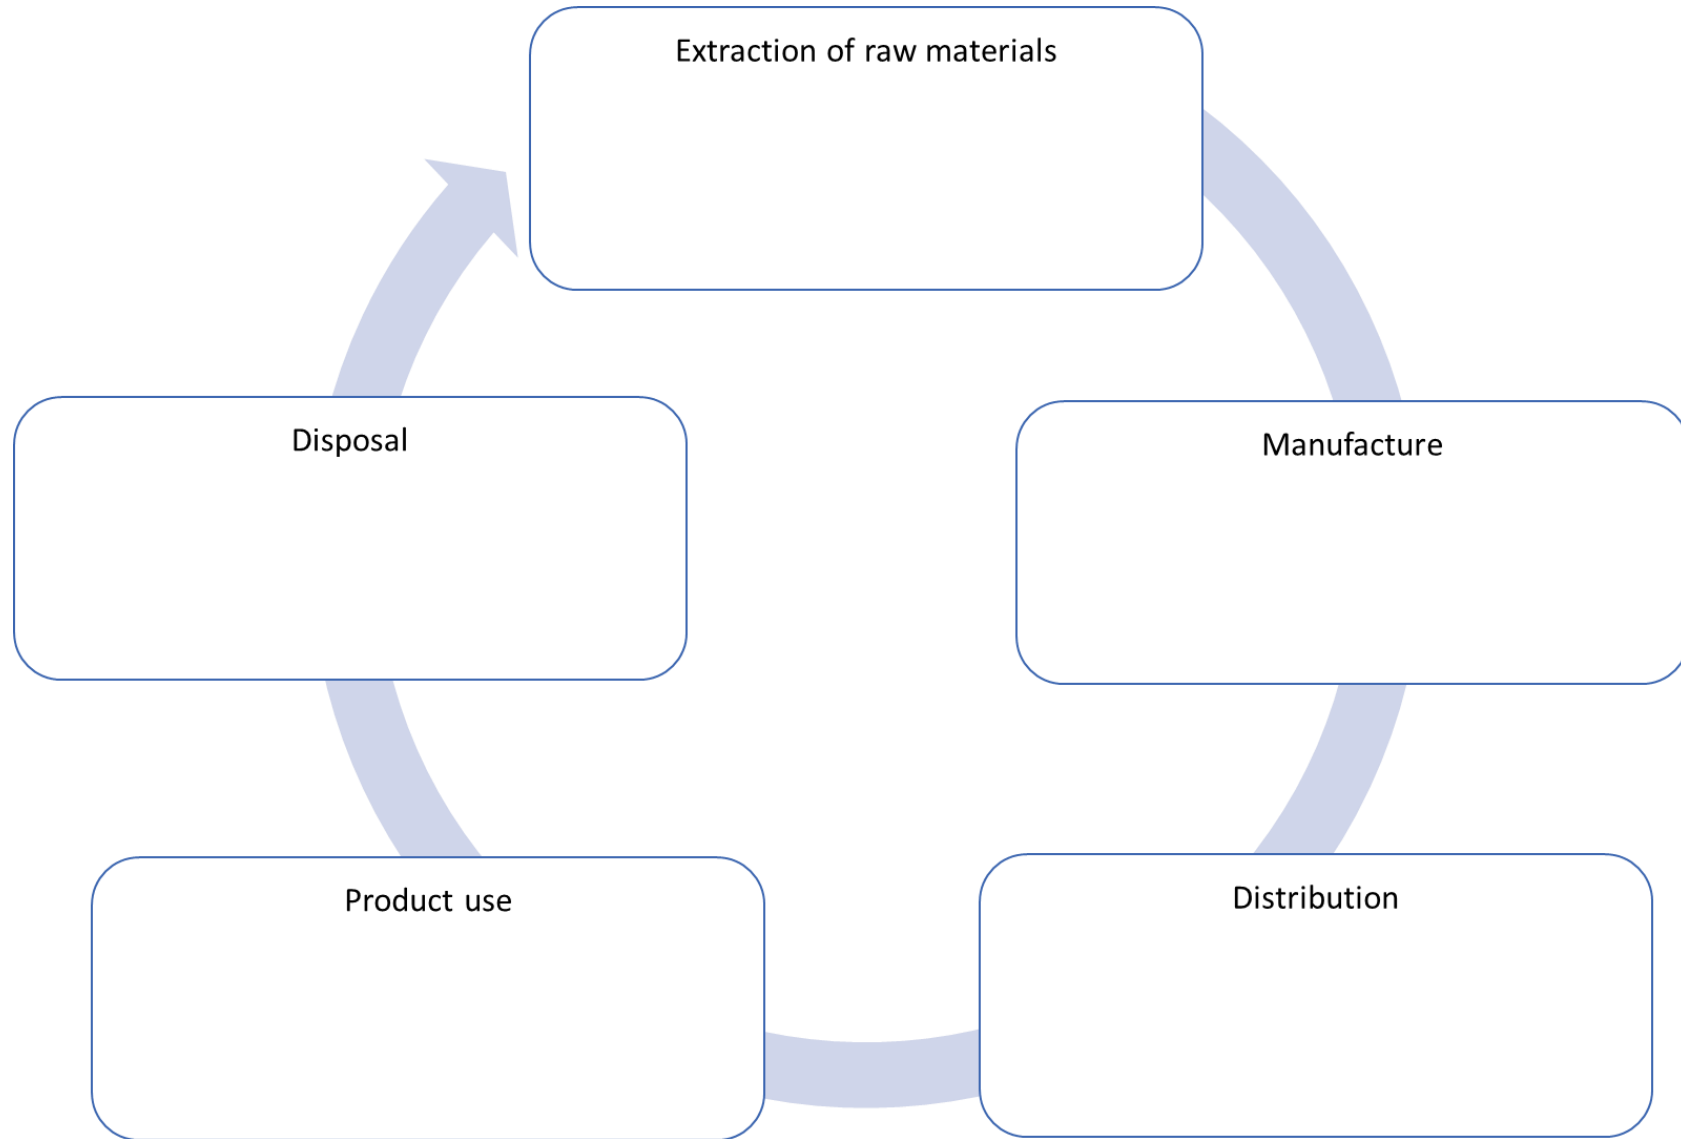 Extraction of raw materials
Disposal
Manufacture
Product use
Distribution